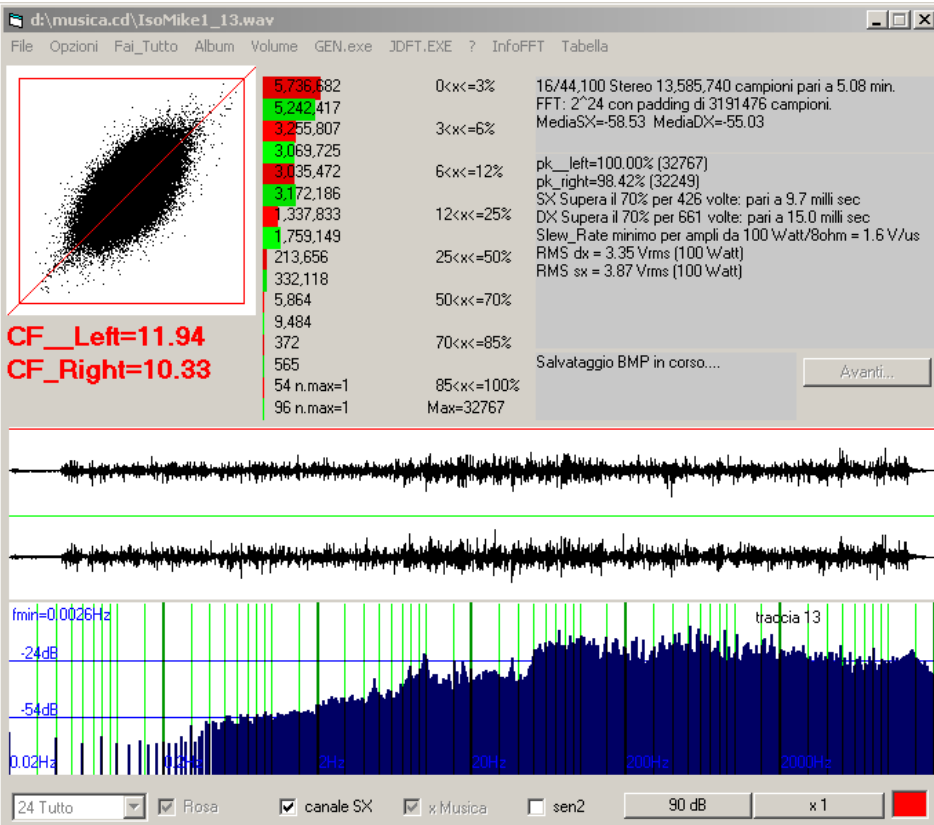 d:\musica.cd\IsoMike1_13.wav
File Opzioni Fai_Tutto Album Volume GEN.exe JDFT.EXE ? InfoFFT Tabella
5,736,682 0<x<=3%
5,242,417
3,255,807 3<x<=6%
3,069,725
3,035,472 6<x<=12%
3,172,186
1,337,833 12<x<=25%
1,759,149
213,656 25<x<=50%
332,118
5,864 50<x<=70%
9,484
372 70<x<=85%
565
54 n.max=1 85<x<=100%
96 n.max=1 Max=32767
16/44,100 Stereo 13,585,740 campioni pari a 5.08 min.
FFT: 2^24 con padding di 3191476 campioni.
MediaSX=-58.53 MediaDX=-55.03
pk__left=100.00% (32767)
pk_right=98.42% (32249)
SX Supera il 70% per 426 volte: pari a 9.7 milli sec
DX Supera il 70% per 661 volte: pari a 15.0 milli sec
Slew_Rate minimo per ampli da 100 Watt/8ohm = 1.6 V/us
RMS dx = 3.35 Vrms (100 Watt)
RMS sx = 3.87 Vrms (100 Watt)
CF__Left=11.94
CF_Right=10.33
Salvataggio BMP in corso....
Avanti...
fmin=0.0026Hz
traccia 13
-24dB
-54dB
0.02Hz 0.2Hz 2Hz 20Hz 200Hz 2000Hz
24 Tutto Rosa canale SX x Musica sen2 90 dB x 1